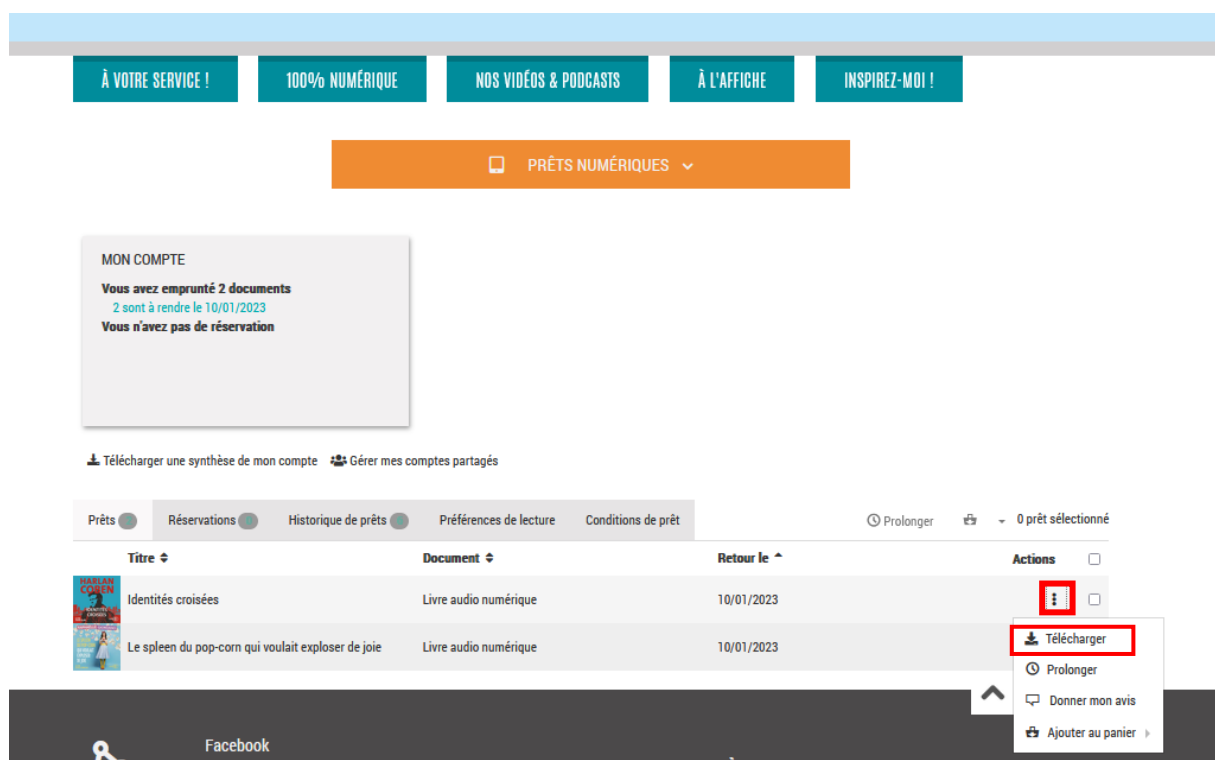 À VOTRE SERVICE !
100% NUMÉRIQUE
NOS VIDÉOS & PODCASTS
À L'AFFICHE
INSPIREZ-MOI !
PRÊTS NUMÉRIQUES
MON COMPTE
Vous avez emprunté 2 documents
2 sont à rendre le 10/01/2023
Vous n'avez pas de réservation
Télécharger une synthèse de mon compte Gérer mes comptes partagés
Prêts Réservations Historique de prêts Préférences de lecture Conditions de prêt Prolonger 0 prêt sélectionné
Titre Document Retour le Actions
HARLAN COBEN
Identités croisées Livre audio numérique 10/01/2023
Le spleen du pop-corn qui voulait exploser de joie Livre audio numérique 10/01/2023
Télécharger
Prolonger
Donner mon avis
Ajouter au panier
Facebook